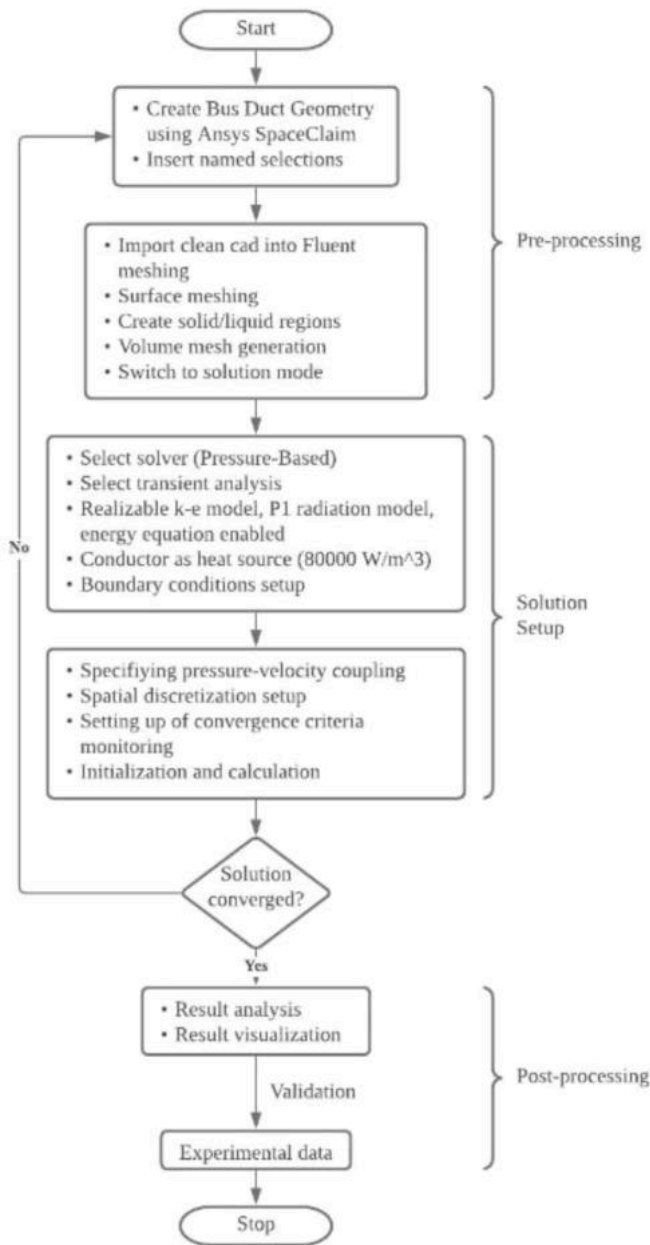 Start
• Create Bus Duct Geometry
using Ansys SpaceClaim
• Insert named selections
• Import clean cad into Fluent
meshing
• Surface meshing
• Create solid/liquid regions
• Volume mesh generation
• Switch to solution mode
Pre-processing
• Select solver (Pressure-Based)
• Select transient analysis
• Realizable k-e model, P1 radiation model,
energy equation enabled
• Conductor as heat source (80000 W/m^3)
• Boundary conditions setup
No
Solution
Setup
• Specifiying pressure-velocity coupling
• Spatial discretization setup
• Setting up of convergence criteria
monitoring
• Initialization and calculation
Solution
converged?
Yes
• Result analysis
• Result visualization
Validation
Post-processing
Experimental data
Stop